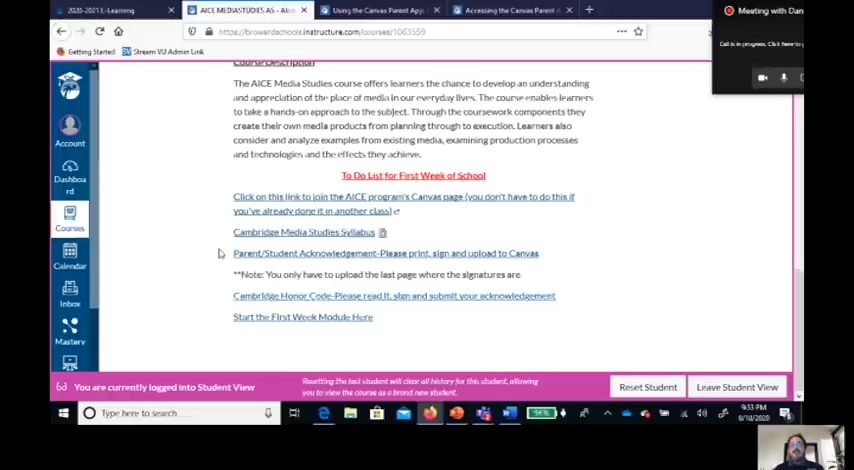 2020-2021 E-Learning
AICE MEDIASTUDIES AS - Alex
Using the Canvas Parent App.
Accessing the Canvas Parent A
Meeting with Dan
https://browardschools.instructure.com/courses/1063559
Getting Started
Stream VU Admin Link
Call is in progress. Click here to
Course Description
The AICE Media Studies course offers learners the chance to develop an understanding
and appreciation of the place of media in our everyday lives. The course enables learners
to take a hands-on approach to the subject. Through the coursework components they
create their own media products from planning through to execution. Learners also
consider and analyze examples from existing media, examining production processes
and technologies and the effects they achieve.
To Do List for First Week of School
Click on this link to join the AICE program's Canvas page (you don't have to do this if
you've already done it in another class)
Cambridge Media Studies Syllabus
Parent/Student Acknowledgement-Please print, sign and upload to Canvas
**Note: You only have to upload the last page where the signatures are
Cambridge Honor Code-Please read it, sign and submit your acknowledgement
Start the First Week Module Here
Account
Dashboa
rd
Courses
Calendar
Inbox
Mastery
You are currently logged into Student View
Resetting the test student will clear all history for this student, allowing
you to view the course as a brand new student.
Reset Student
Leave Student View
Type here to search
96%
9:33 PM
8/18/2020